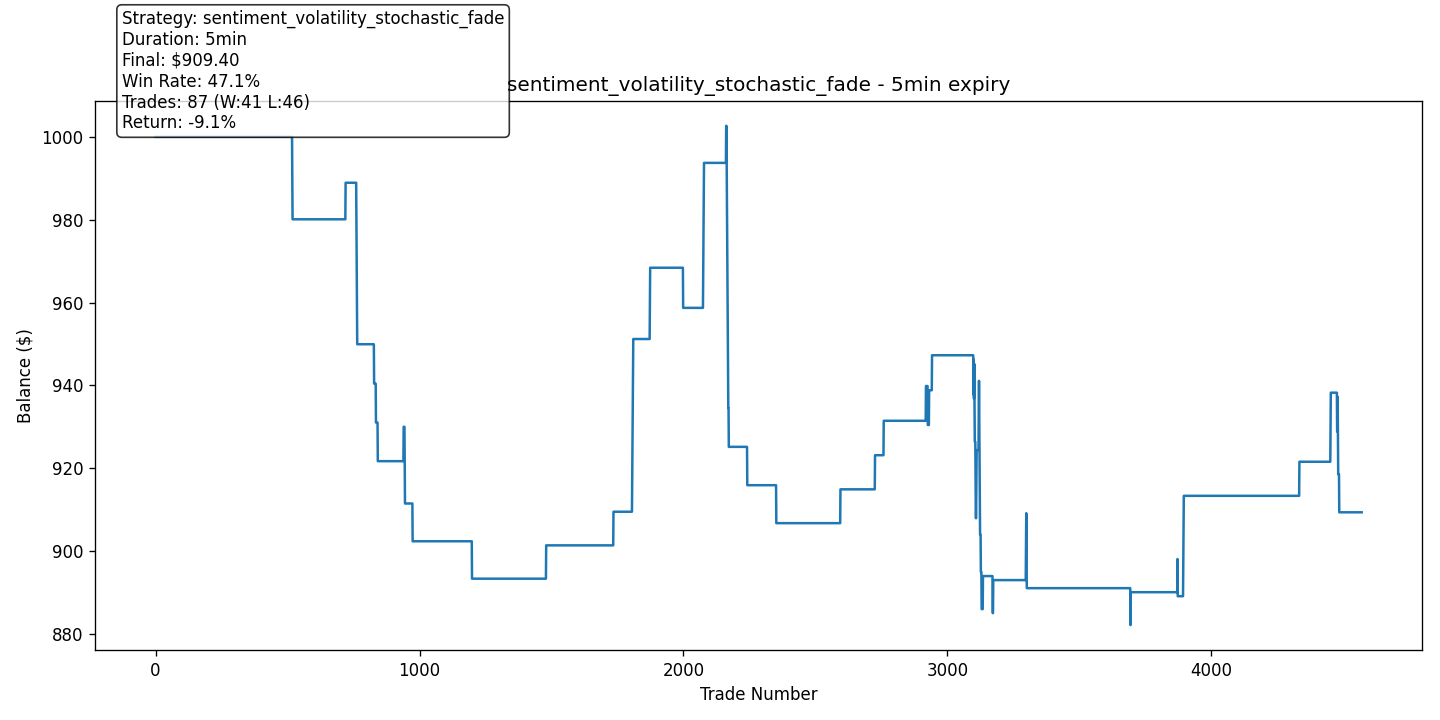 Strategy: sentiment_volatility_stochastic_fade
Duration: 5min
Final: $909.40
Win Rate: 47.1%
Trades: 87 (W:41 L:46)
Return: -9.1%
sentiment_volatility_stochastic_fade - 5min expiry
Balance ($)
1000
980
960
940
920
900
880
0
1000
2000
3000
4000
Trade Number